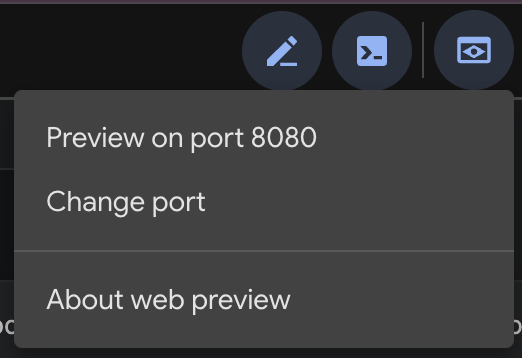 Preview on port 8080
Change port
About web preview